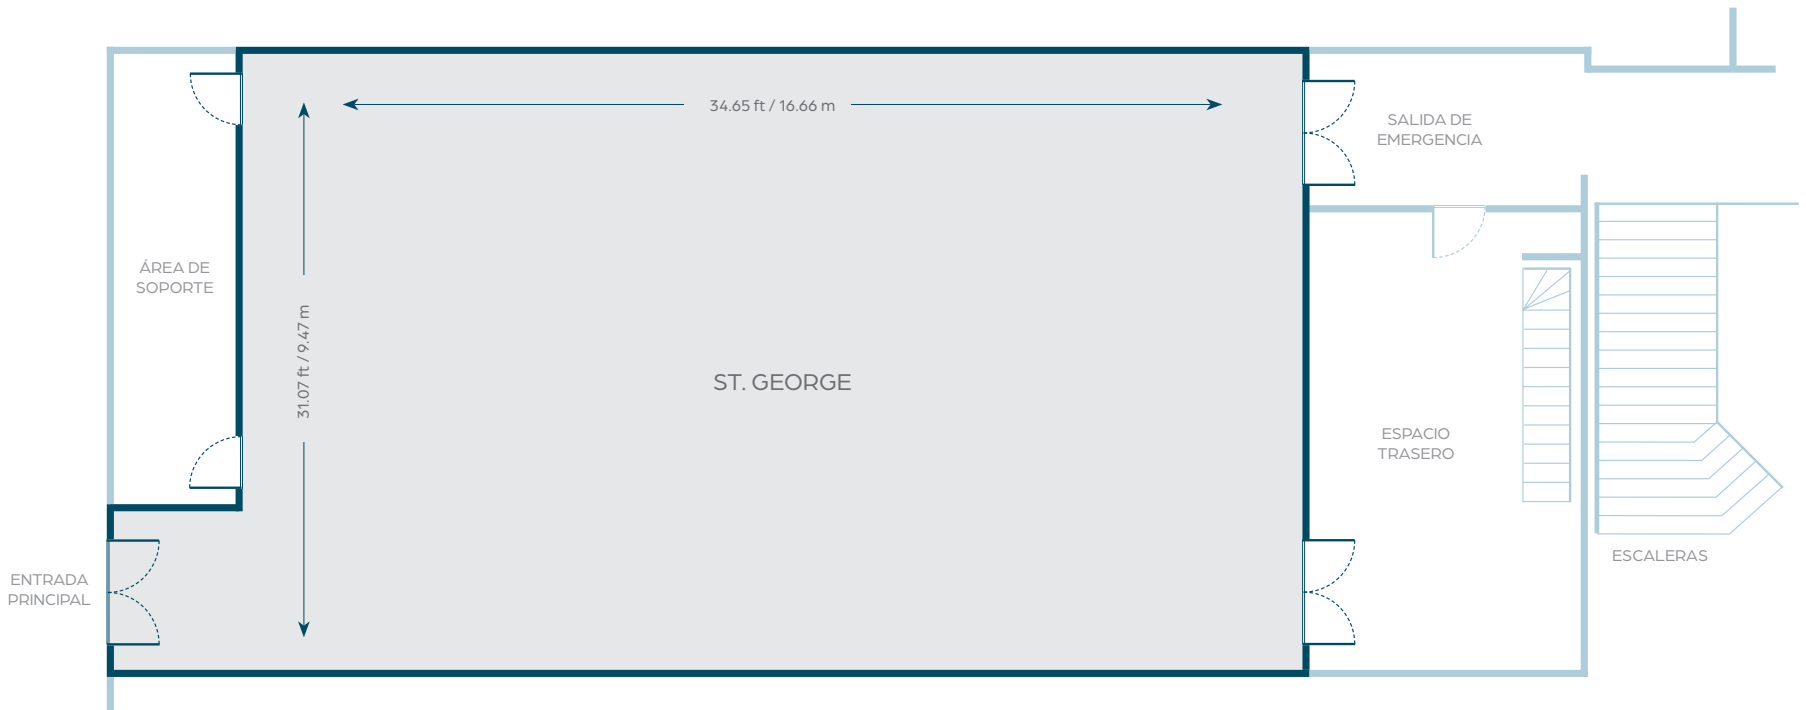 34.65 ft / 16.66 m
SALIDA DE
EMERGENCIA
ÁREA DE
SOPORTE
31.07 ft / 9.47 m
ST. GEORGE
ESPACIO
TRASERO
ESCALERAS
ENTRADA
PRINCIPAL